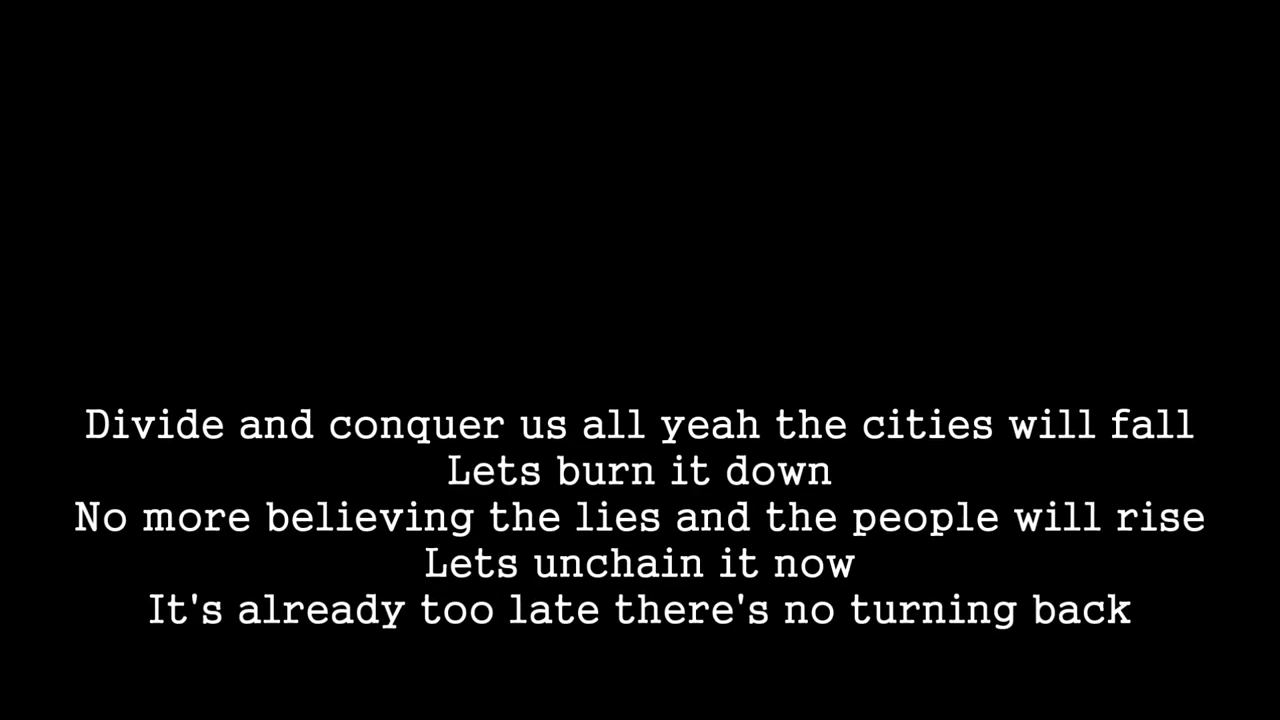 Divide and conquer us all yeah the cities will fall
Lets burn it down
No more believing the lies and the people will rise
Lets unchain it now
It's already too late there's no turning back